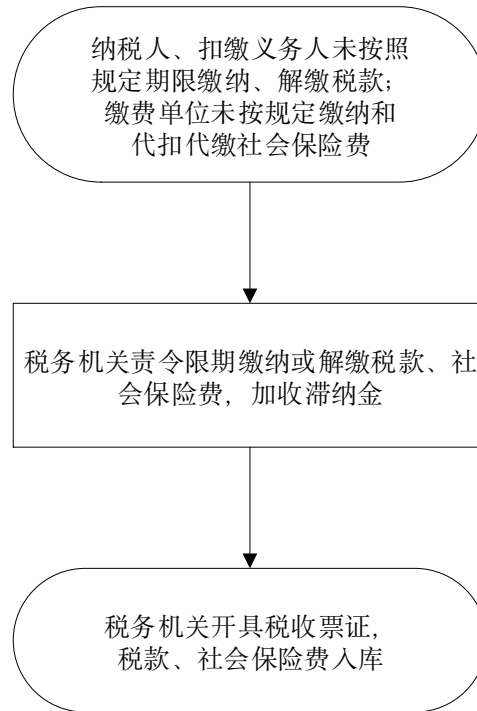 纳税人、扣缴义务人未按照
规定期限缴纳、解缴税款；
缴费单位未按规定缴纳和
代扣代缴社会保险费
税务机关责令限期缴纳或解缴税款、社
会保险费，加收滞纳金
税务机关开具税收票证，
税款、社会保险费入库